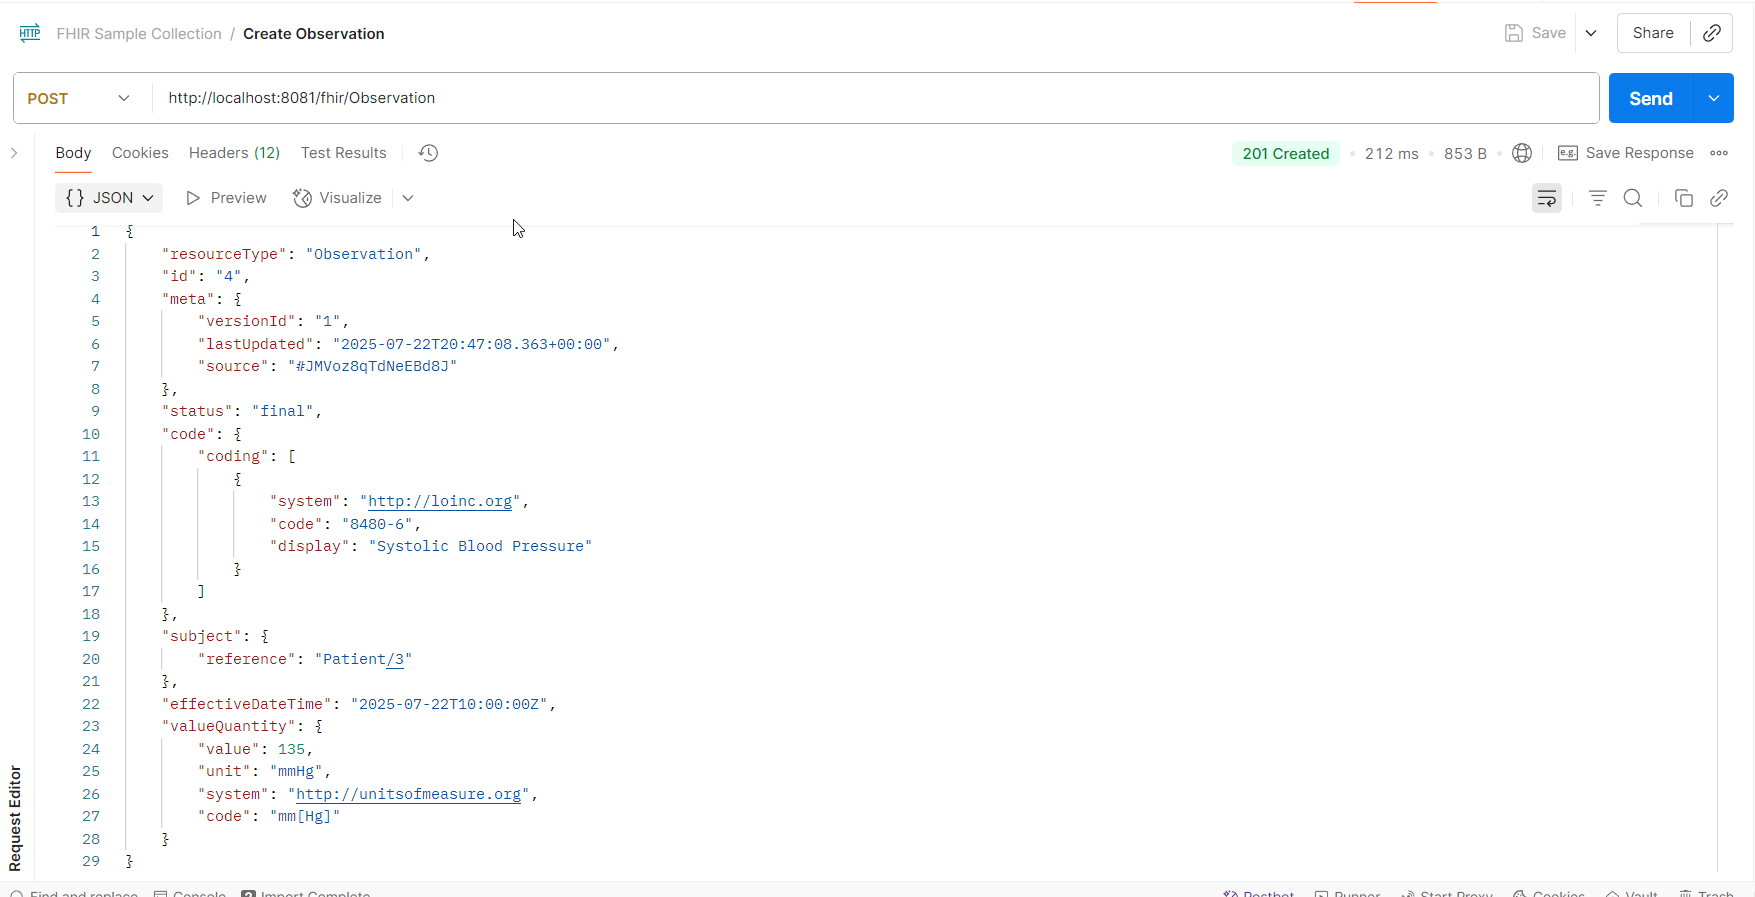 HTTP FHIR Sample Collection / Create Observation Save Share
POST http://localhost:8081/fhir/Observation Send
Body Cookies Headers (12) Test Results 201 Created 212 ms 853 B e.g. Save Response
{} JSON Preview Visualize
1 {
2 "resourceType": "Observation",
3 "id": "4",
4 "meta": {
5 "versionId": "1",
6 "lastUpdated": "2025-07-22T20:47:08.363+00:00",
7 "source": "#JMVoz8qTdNeEBd8J"
8 },
9 "status": "final",
10 "code": {
11 "coding": [
12 {
13 "system": "http://loinc.org",
14 "code": "8480-6",
15 "display": "Systolic Blood Pressure"
16 }
17 ]
18 },
19 "subject": {
20 "reference": "Patient/3"
21 },
22 "effectiveDateTime": "2025-07-22T10:00:00Z",
23 "valueQuantity": {
24 "value": 135,
25 "unit": "mmHg",
26 "system": "http://unitsofmeasure.org",
27 "code": "mm[Hg]"
28 }
29 }
Request Editor
Find and replace Console Import Complete Postbot Runner Start Proxy Cookies Vault Trash